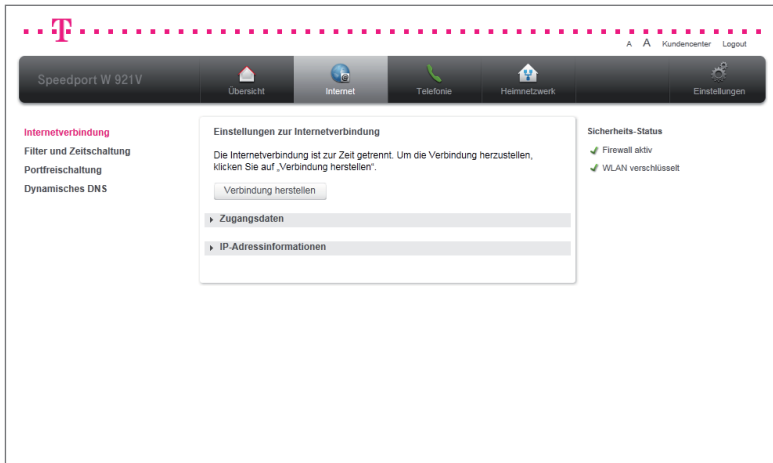 T
A A Kundencenter Logout
Speedport W 921V
Übersicht
Internet
Telefonie
Heimnetzwerk
Einstellungen
Internetverbindung
Filter und Zeitschaltung
Portfreischaltung
Dynamisches DNS
Einstellungen zur Internetverbindung
Die Internetverbindung ist zur Zeit getrennt. Um die Verbindung herzustellen,
klicken Sie auf „Verbindung herstellen“.
Verbindung herstellen
Zugangsdaten
IP-Adressinformationen
Sicherheits-Status
Firewall aktiv
WLAN verschlüsselt